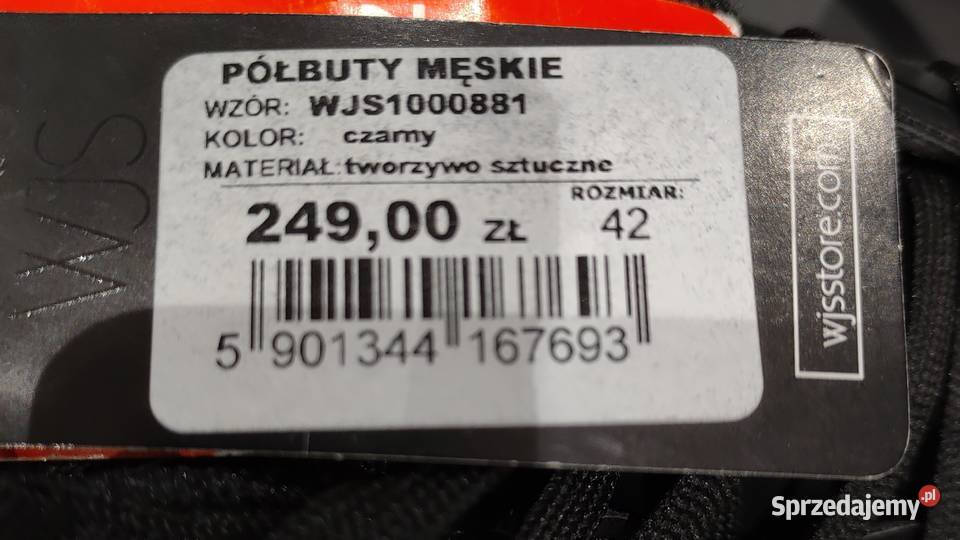 PÓŁBUTY MĘSKIE
WZÓR: WJS1000881
KOLOR: czarny
MATERIAŁ: tworzywo sztuczne
ROZMIAR:
249,00 ZŁ 42
5 901344 167693
WJS
wjsstore.com
Sprzedajemy.pl